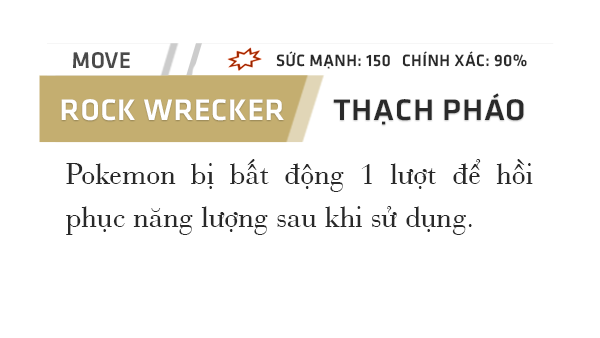 MOVE SỨC MẠNH: 150 CHÍNH XÁC: 90%
ROCK WRECKER THẠCH PHÁO
Pokemon bị bất động 1 lượt để hồi
phục năng lượng sau khi sử dụng.